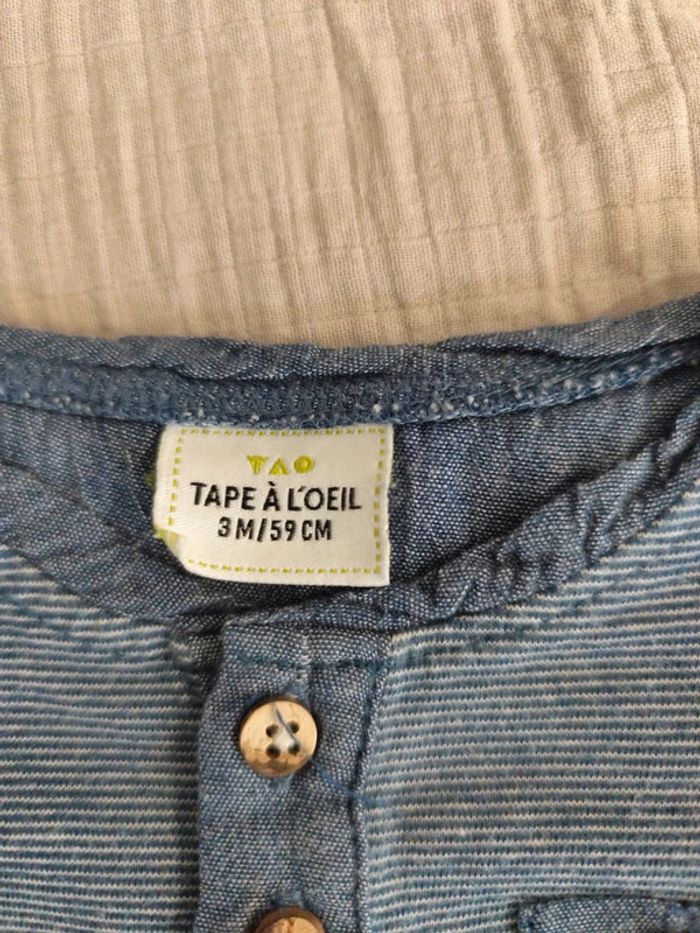 TAO
TAPE À L'OEIL
3M/59CM